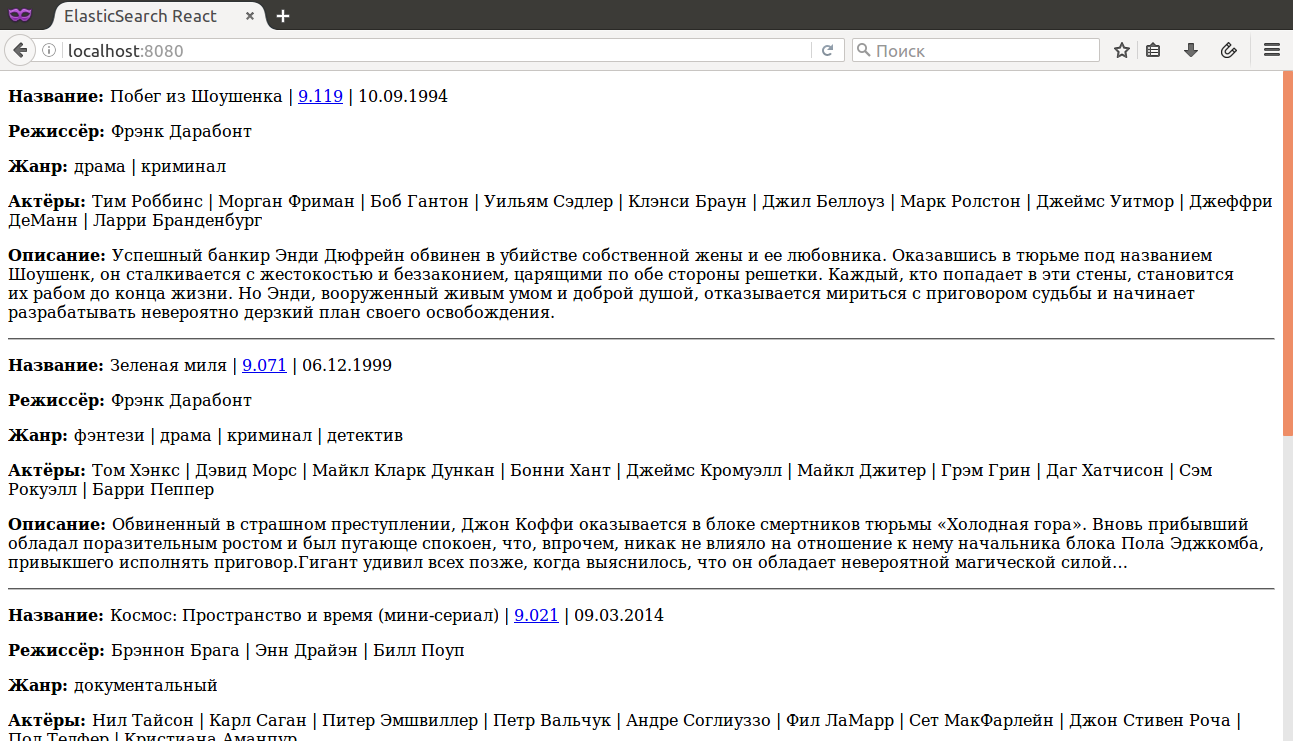 ElasticSearch React
localhost:8080
Поиск
Название: Побег из Шоушенка | 9.119 | 10.09.1994
Режиссёр: Фрэнк Дарабонт
Жанр: драма | криминал
Актёры: Тим Роббинс | Морган Фриман | Боб Гантон | Уильям Сэдлер | Клэнси Браун | Джил Беллоуз | Марк Ролстон | Джеймс Уитмор | Джеффри
ДеМанн | Ларри Бранденбург
Описание: Успешный банкир Энди Дюфрейн обвинен в убийстве собственной жены и ее любовника. Оказавшись в тюрьме под названием
Шоушенк, он сталкивается с жестокостью и беззаконием, царящими по обе стороны решетки. Каждый, кто попадает в эти стены, становится
их рабом до конца жизни. Но Энди, вооруженный живым умом и доброй душой, отказывается мириться с приговором судьбы и начинает
разрабатывать невероятно дерзкий план своего освобождения.
Название: Зеленая миля | 9.071 | 06.12.1999
Режиссёр: Фрэнк Дарабонт
Жанр: фэнтези | драма | криминал | детектив
Актёры: Том Хэнкс | Дэвид Морс | Майкл Кларк Дункан | Бонни Хант | Джеймс Кромуэлл | Майкл Джитер | Грэм Грин | Даг Хатчисон | Сэм
Рокуэлл | Барри Пеппер
Описание: Обвиненный в страшном преступлении, Джон Коффи оказывается в блоке смертников тюрьмы «Холодная гора». Вновь прибывший
обладал поразительным ростом и был пугающе спокоен, что, впрочем, никак не влияло на отношение к нему начальника блока Пола Эджкомба,
привыкшего исполнять приговор.Гигант удивил всех позже, когда выяснилось, что он обладает невероятной магической силой…
Название: Космос: Пространство и время (мини-сериал) | 9.021 | 09.03.2014
Режиссёр: Брэннон Брага | Энн Драйэн | Билл Поуп
Жанр: документальный
Актёры: Нил Тайсон | Карл Саган | Питер Эмшвиллер | Петр Вальчук | Андре Соглиуззо | Фил ЛаМарр | Сет МакФарлейн | Джон Стивен Роча |
Пол Телфер | Кристиана Аманпур